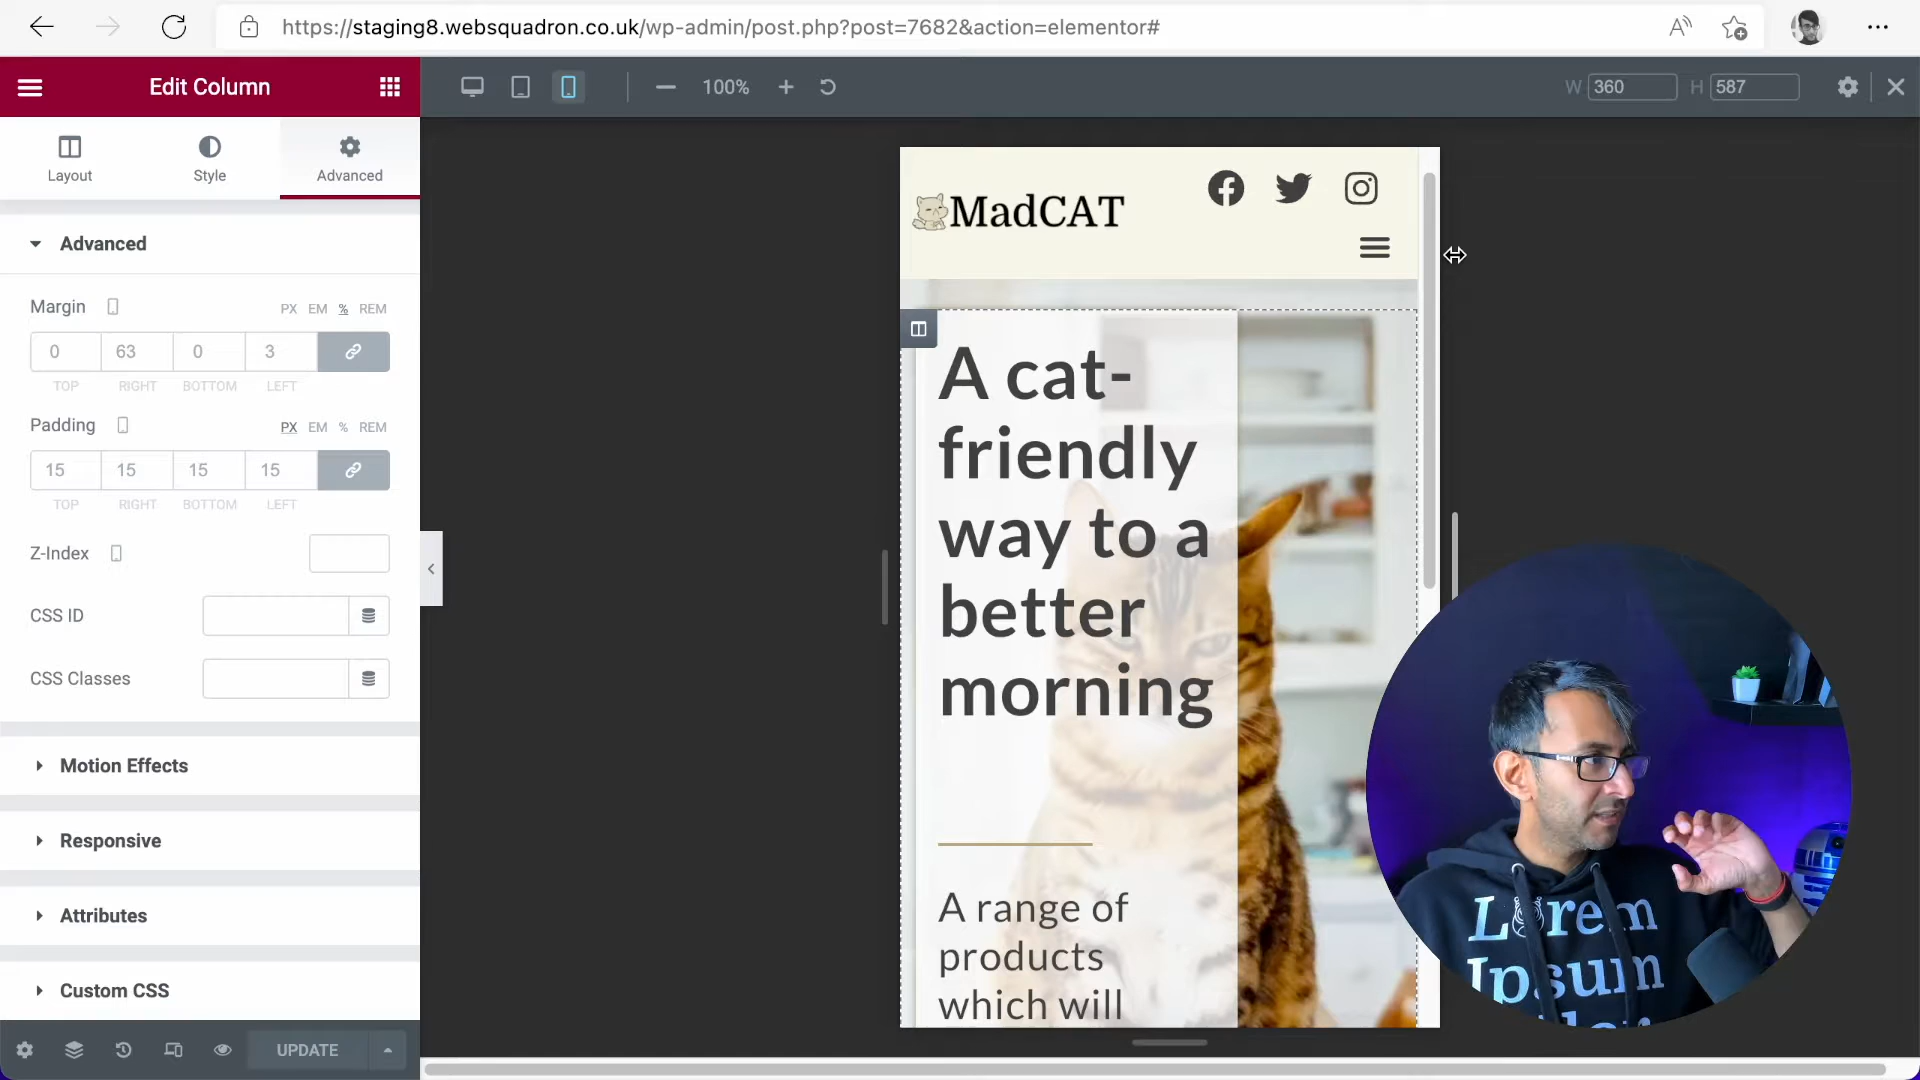 https://staging8.websquadron.co.uk/wp-admin/post.php?post=7682&action=elementor#
Edit Column
100%
W 360 H 587
Layout Style Advanced
Advanced
Margin PX EM % REM
0 63 0 3
TOP RIGHT BOTTOM LEFT
Padding PX EM % REM
15 15 15 15
TOP RIGHT BOTTOM LEFT
Z-Index
CSS ID
CSS Classes
Motion Effects
Responsive
Attributes
Custom CSS
UPDATE
MadCAT
A cat-
friendly
way to a
better
morning
A range of
products
which will
Lorem
Ipsum